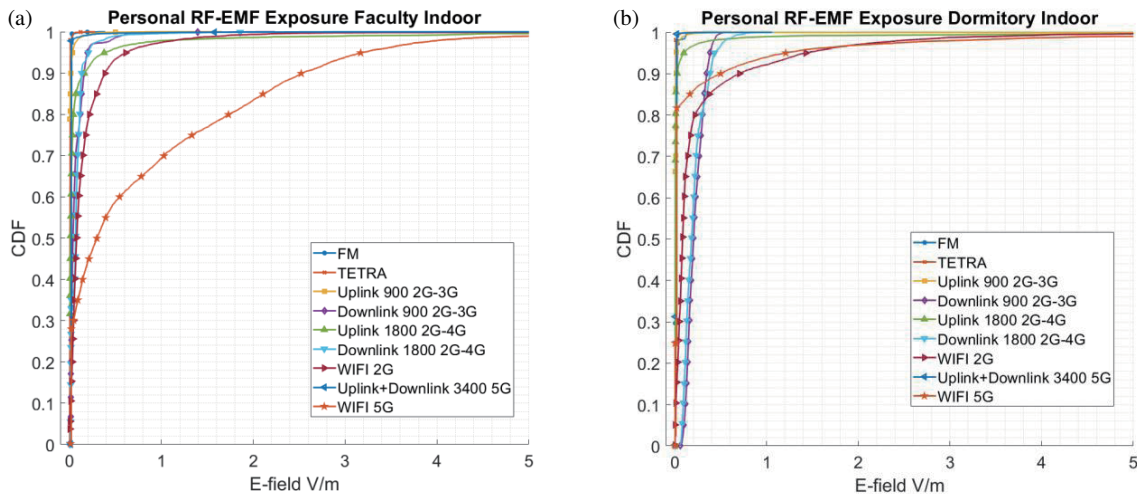 (a)
Personal RF-EMF Exposure Faculty Indoor
1
0.9
0.8
0.7
0.6
0.5
0.4
0.3
0.2
0.1
0
CDF
FM
TETRA
Uplink 900 2G-3G
Downlink 900 2G-3G
Uplink 1800 2G-4G
Downlink 1800 2G-4G
WIFI 2G
Uplink+Downlink 3400 5G
WIFI 5G
0 1 2 3 4 5
E-field V/m
(b)
Personal RF-EMF Exposure Dormitory Indoor
1
0.9
0.8
0.7
0.6
0.5
0.4
0.3
0.2
0.1
0
CDF
FM
TETRA
Uplink 900 2G-3G
Downlink 900 2G-3G
Uplink 1800 2G-4G
Downlink 1800 2G-4G
WIFI 2G
Uplink+Downlink 3400 5G
WIFI 5G
0 1 2 3 4 5
E-field V/m